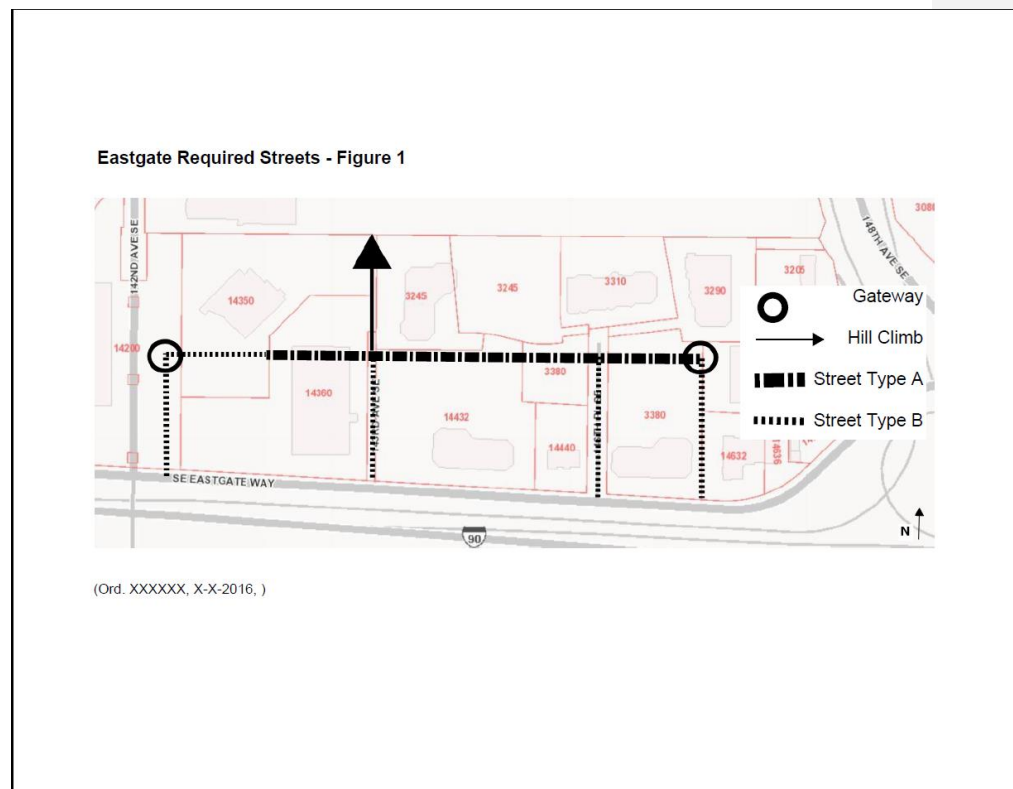 Eastgate Required Streets - Figure 1
142ND AVE SE
148TH AVE SE
14350
3245
3245
3310
3290
3205
Gateway
Hill Climb
Street Type A
Street Type B
14200
14360
3380
14432
3380
14440
14632
14636
SE EASTGATE WAY
90
N
(Ord. XXXXXX, X-X-2016, )